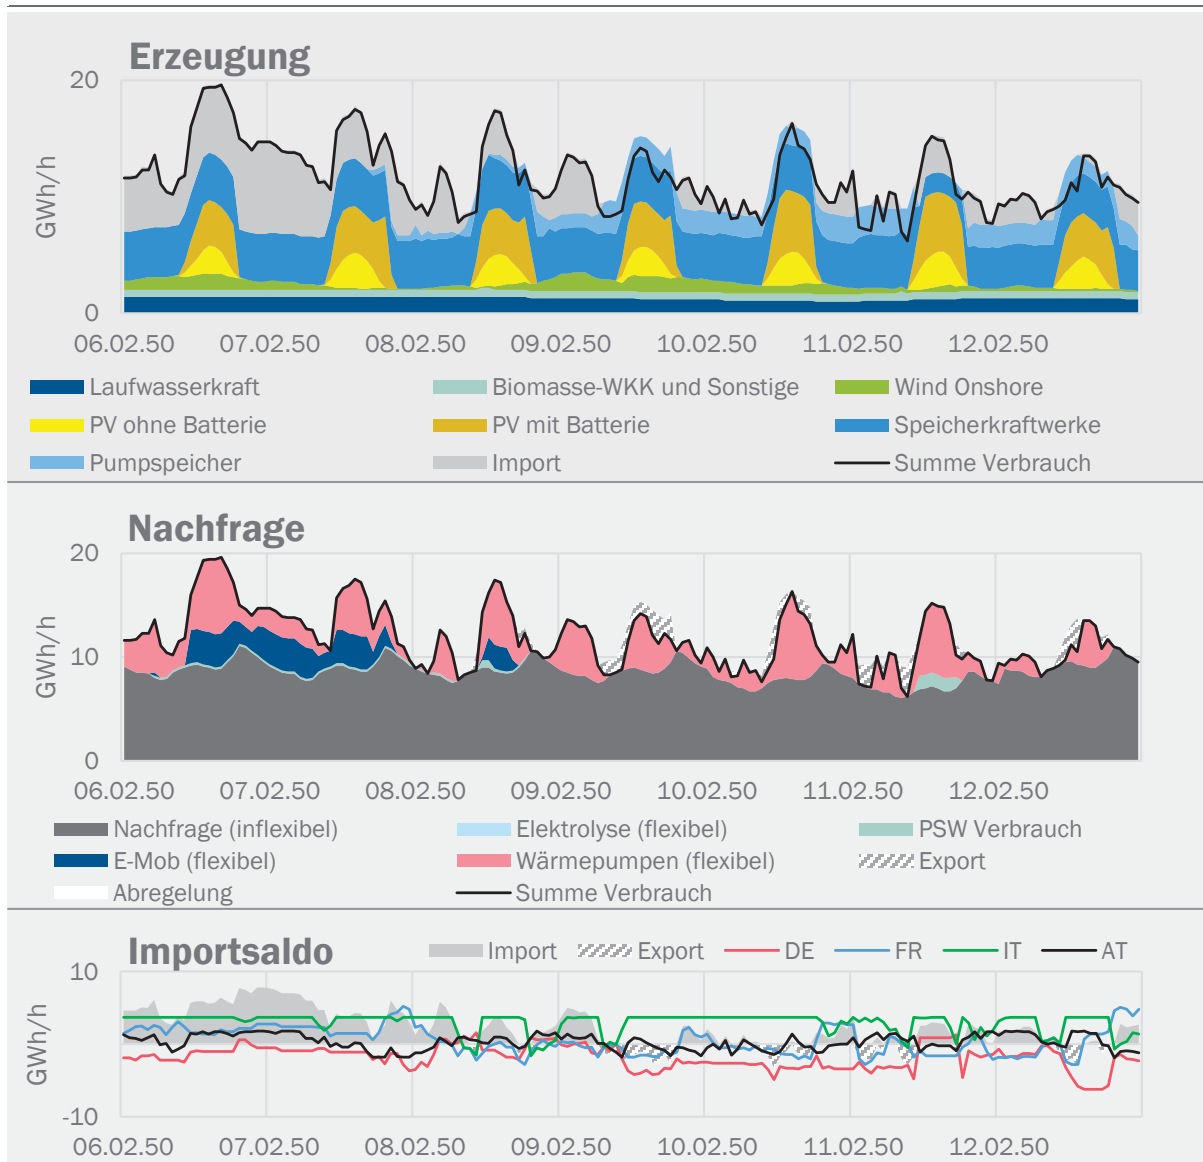 Erzeugung
20
GWh/h
0
06.02.50 07.02.50 08.02.50 09.02.50 10.02.50 11.02.50 12.02.50
Laufwasserkraft Biomasse-WKK und Sonstige Wind Onshore
PV ohne Batterie PV mit Batterie Speicherkraftwerke
Pumpspeicher Import Summe Verbrauch
Nachfrage
20
GWh/h
10
0
06.02.50 07.02.50 08.02.50 09.02.50 10.02.50 11.02.50 12.02.50
Nachfrage (inflexibel) Elektrolyse (flexibel) PSW Verbrauch
E-Mob (flexibel) Wärmepumpen (flexibel) Export
Abregelung Summe Verbrauch
Importsaldo Import Export DE FR IT AT
10
GWh/h
0
-10
06.02.50 07.02.50 08.02.50 09.02.50 10.02.50 11.02.50 12.02.50